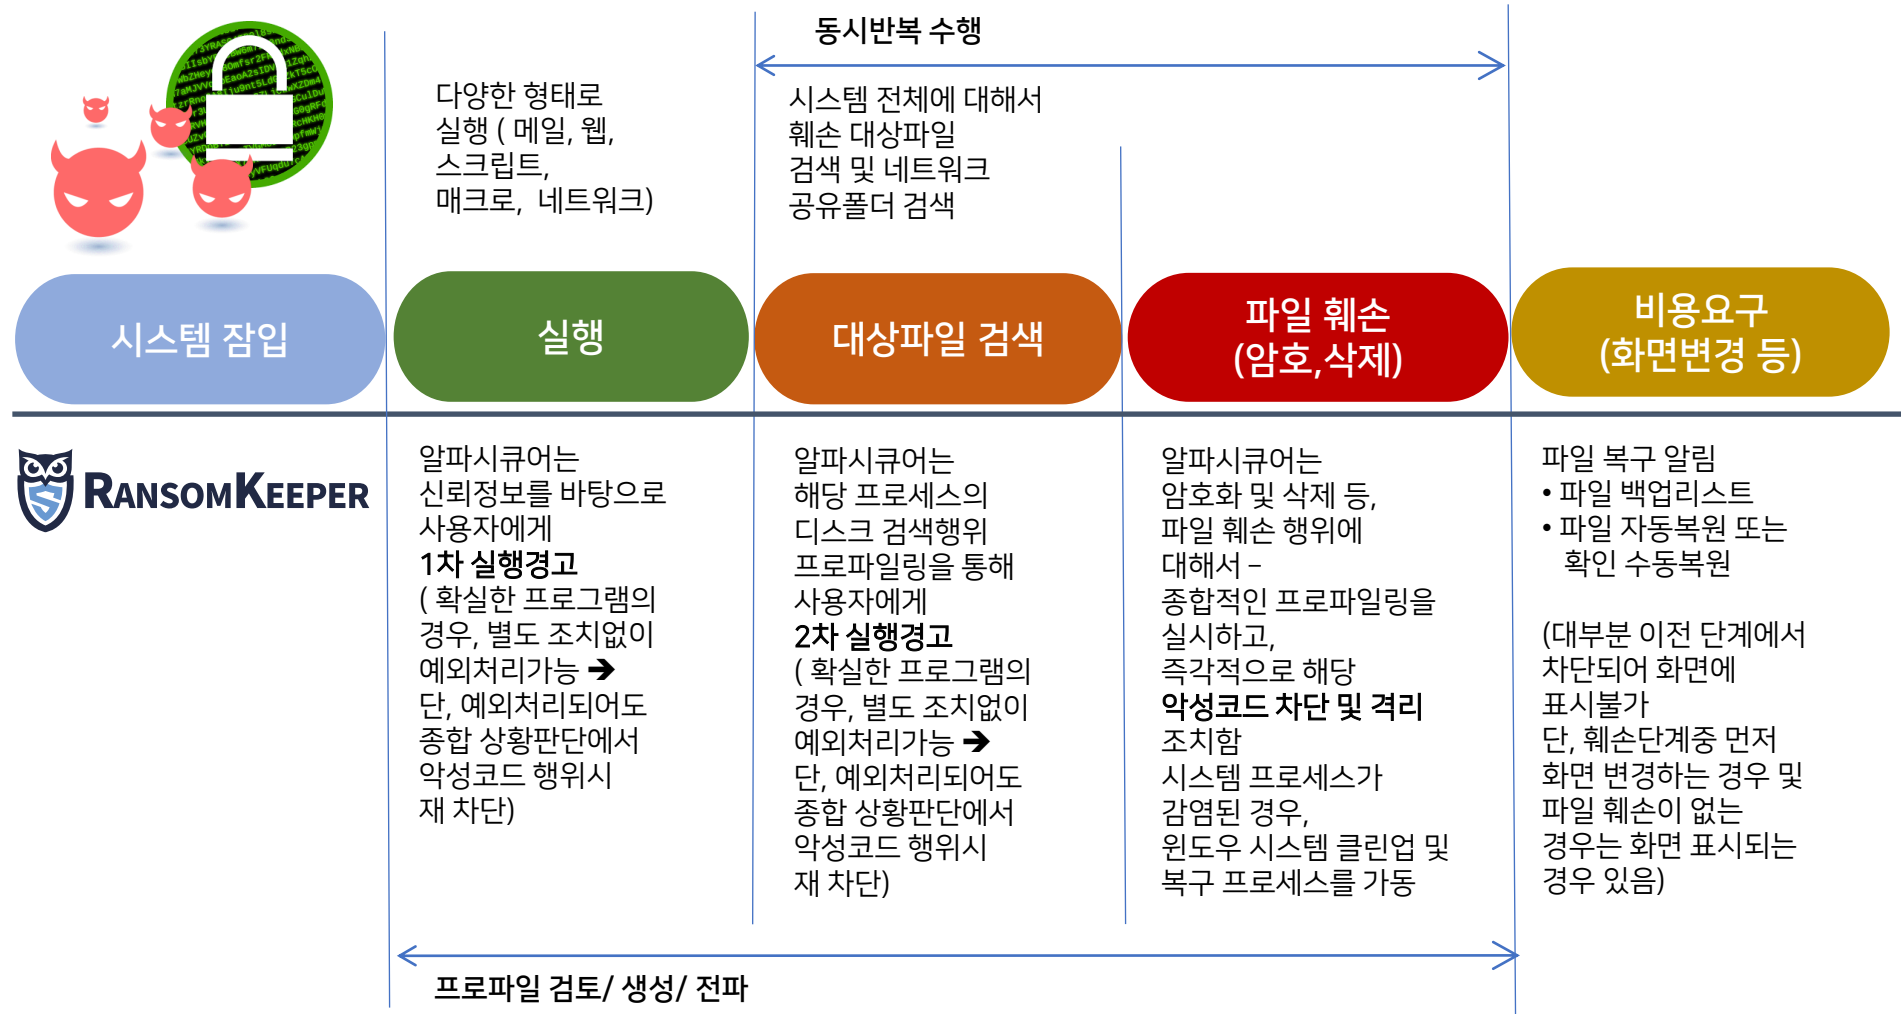 동시반복 수행
다양한 형태로
실행 ( 메일, 웹,
스크립트,
매크로, 네트워크)
시스템 전체에 대해서
훼손 대상파일
검색 및 네트워크
공유폴더 검색
시스템 잠입
실행
대상파일 검색
파일 훼손
(암호,삭제)
비용요구
(화면변경 등)
RANSOMKEEPER
알파시큐어는
신뢰정보를 바탕으로
사용자에게
1차 실행경고
( 확실한 프로그램의
경우, 별도 조치없이
예외처리가능 ➔
단, 예외처리되어도
종합 상황판단에서
악성코드 행위시
재 차단)
알파시큐어는
해당 프로세스의
디스크 검색행위
프로파일링을 통해
사용자에게
2차 실행경고
( 확실한 프로그램의
경우, 별도 조치없이
예외처리가능 ➔
단, 예외처리되어도
종합 상황판단에서
악성코드 행위시
재 차단)
알파시큐어는
암호화 및 삭제 등,
파일 훼손 행위에
대해서 –
종합적인 프로파일링을
실시하고,
즉각적으로 해당
악성코드 차단 및 격리
조치함
시스템 프로세스가
감염된 경우,
윈도우 시스템 클린업 및
복구 프로세스를 가동
파일 복구 알림
• 파일 백업리스트
• 파일 자동복원 또는
확인 수동복원
(대부분 이전 단계에서
차단되어 화면에
표시불가
단, 훼손단계중 먼저
화면 변경하는 경우 및
파일 훼손이 없는
경우는 화면 표시되는
경우 있음)
프로파일 검토/ 생성/ 전파